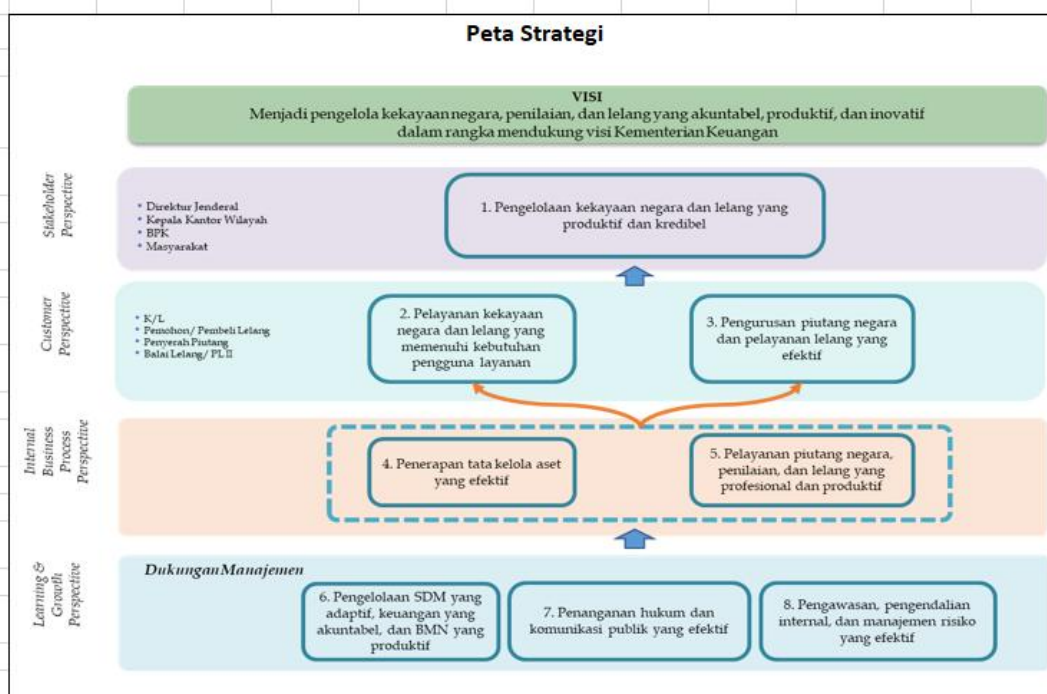 Peta Strategi
VISI
Menjadi pengelola kekayaan negara, penilaian, dan lelang yang akuntabel, produktif, dan inovatif
dalam rangka mendukung visi Kementerian Keuangan
Stakeholder
Perspective
• Direktur Jenderal
• Kepala Kantor Wilayah
• BPK
• Masyarakat
1. Pengelolaan kekayaan negara dan lelang yang
produktif dan kredibel
Customer
Perspective
• K/L
• Pemohon/ Pembeli Lelang
• Penyerah Piutang
• Balai Lelang/ PL II
2. Pelayanan kekayaan
negara dan lelang yang
memenuhi kebutuhan
pengguna layanan
3. Pengurusan piutang negara
dan pelayanan lelang yang
efektif
Internal
Business
Process
Perspective
4. Penerapan tata kelola aset
yang efektif
5. Pelayanan piutang negara,
penilaian, dan lelang yang
profesional dan produktif
Learning &
Growth
Perspective
Dukungan Manajemen
6. Pengelolaan SDM yang
adaptif, keuangan yang
akuntabel, dan BMN yang
produktif
7. Penanganan hukum dan
komunikasi publik yang efektif
8. Pengawasan, pengendalian
internal, dan manajemen risiko
yang efektif